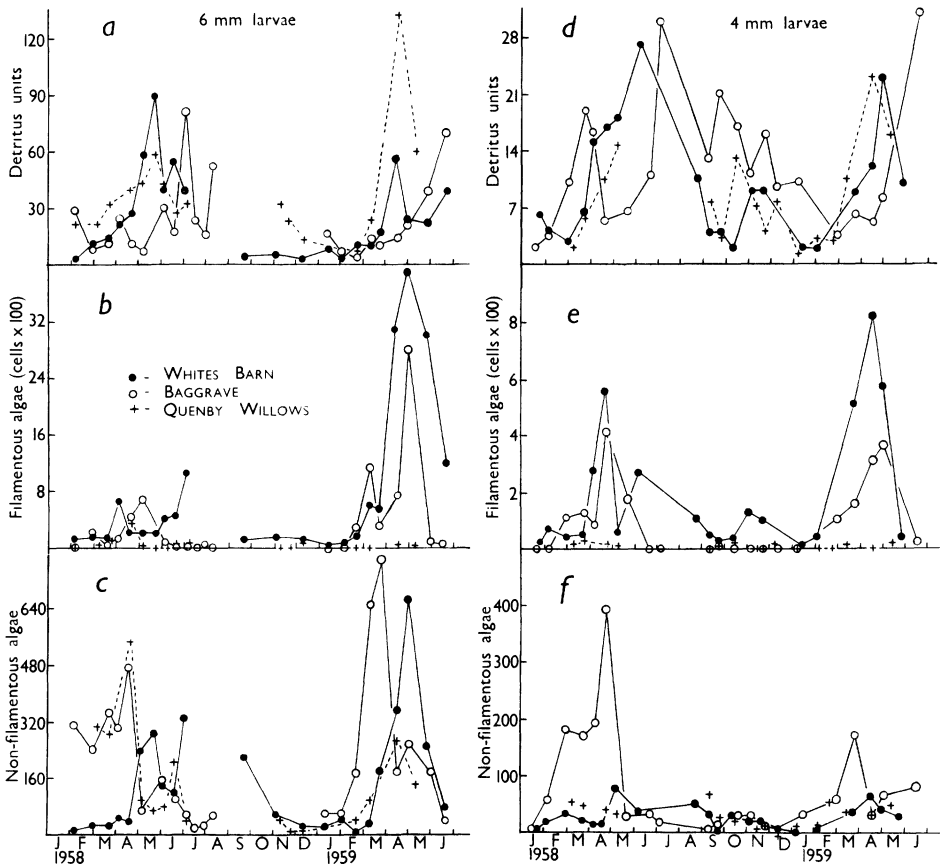 a
6 mm larvae
Detritus units
120
90
60
30
d
4 mm larvae
Detritus units
28
21
14
7
b
Filamentous algae (cells x 100)
32
24
16
8
● - WHITES BARN
○ - BAGGRAVE
+ - QUENBY WILLOWS
e
Filamentous algae (cells x 100)
8
6
4
2
c
Non-filamentous algae
640
480
320
160
J F M A M J J A S O N D J F M A M J
1958
1959
f
Non-filamentous algae
400
300
200
100
J F M A M J J A S O N D J F M A M J
1958
1959